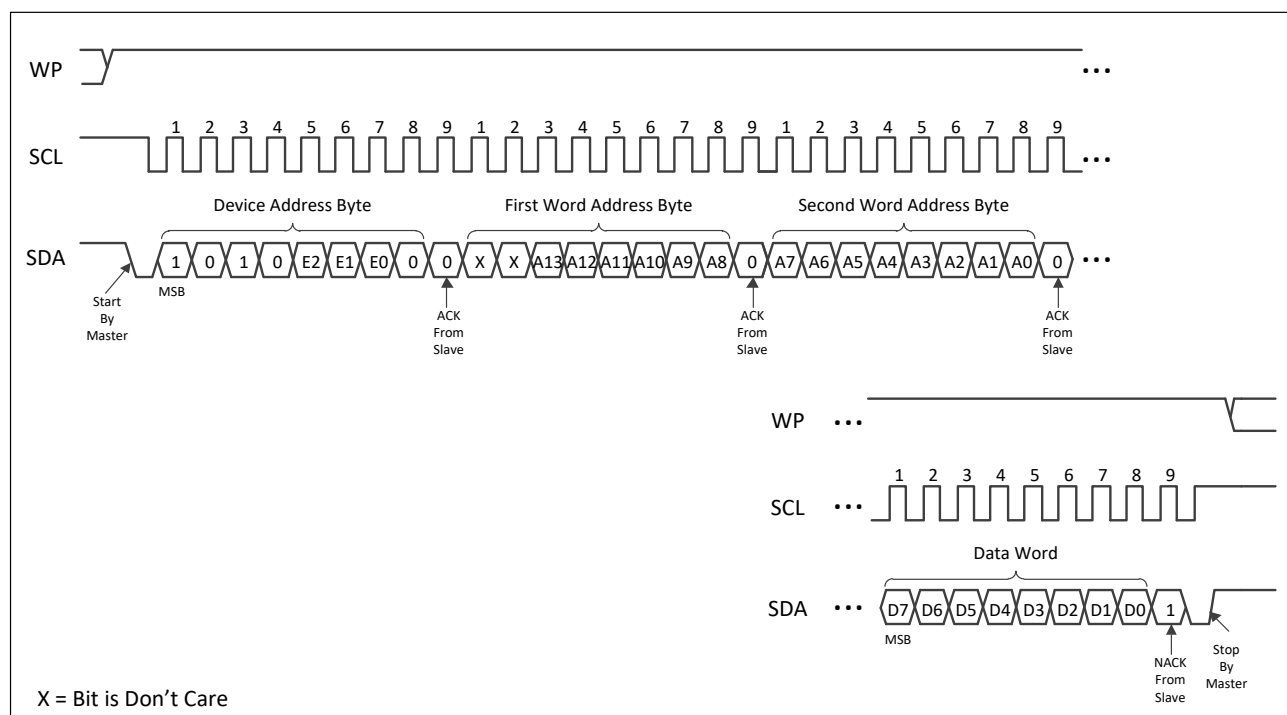 WP ...
1 2 3 4 5 6 7 8 9 1 2 3 4 5 6 7 8 9 1 2 3 4 5 6 7 8 9
SCL ...
Device Address Byte First Word Address Byte Second Word Address Byte
SDA 1 0 1 0 E2 E1 E0 0 0 X X A13 A12 A11 A10 A9 A8 0 A7 A6 A5 A4 A3 A2 A1 A0 0 ...
MSB
Start
By
Master
ACK
From
Slave
ACK
From
Slave
ACK
From
Slave
WP ...
1 2 3 4 5 6 7 8 9
SCL ...
Data Word
SDA ... D7 D6 D5 D4 D3 D2 D1 D0 1
MSB
NACK
From
Slave
Stop
By
Master
X = Bit is Don’t Care